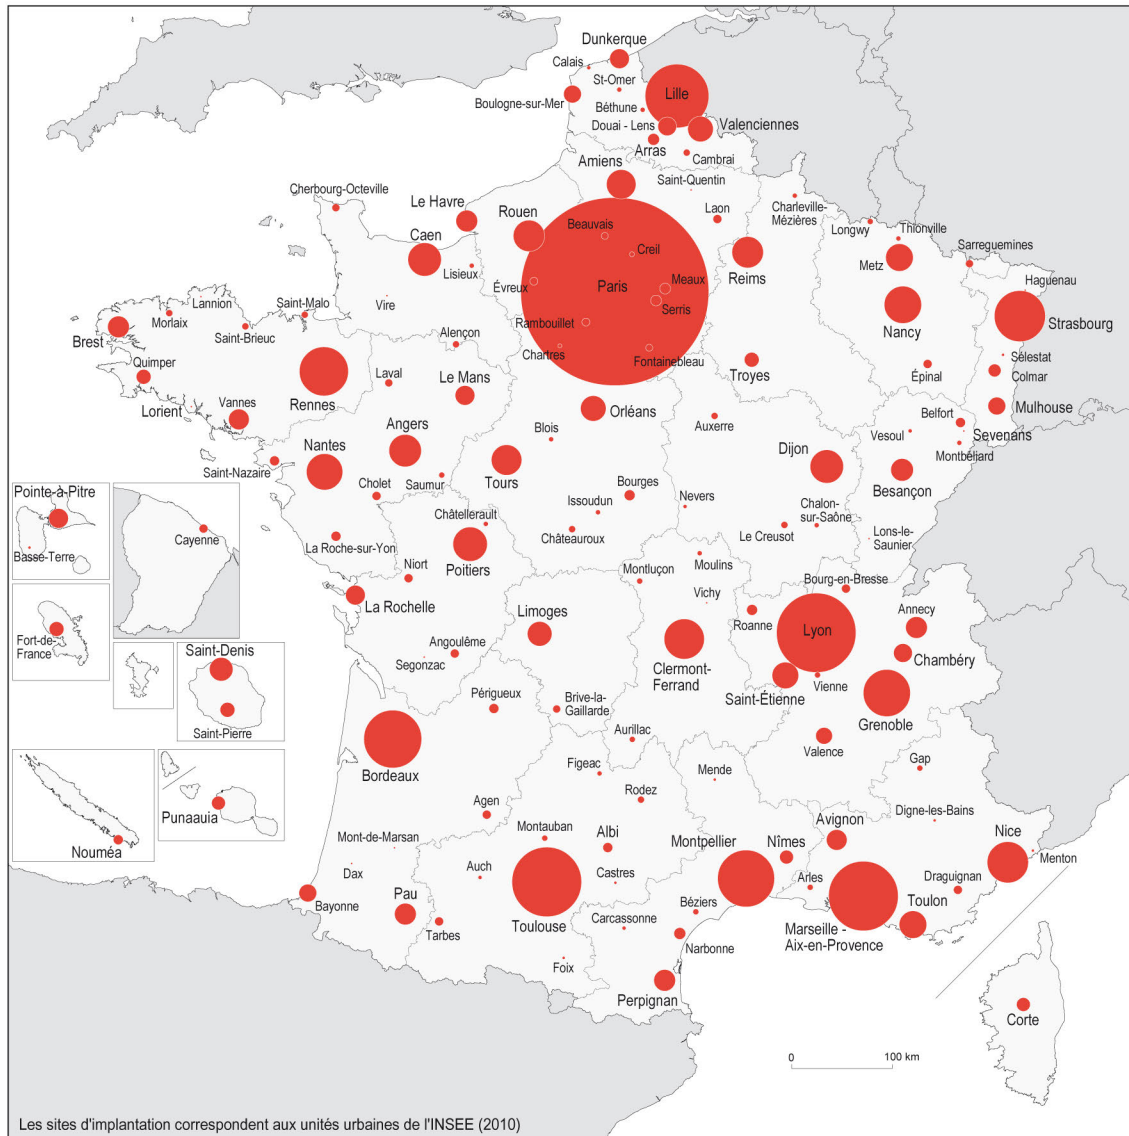 Dunkerque
Calais
St-Omer
Lille
Boulogne-sur-Mer
Béthune
Douai - Lens
Valenciennes
Arras
Cambrai
Amiens
Saint-Quentin
Cherbourg-Octeville
Le Havre
Rouen
Laon
Charleville-
Mézières
Longwy
Thionville
Beauvais
Caen
Creil
Sarreguemines
Lisieux
Reims
Metz
Haguenau
Évreux
Paris
Meaux
Serris
Lannion
Saint-Malo
Vire
Morlaix
Rambouillet
Nancy
Strasbourg
Brest
Saint-Brieuc
Alençon
Chartres
Fontainebleau
Sélestat
Quimper
Laval
Le Mans
Troyes
Épinal
Colmar
Rennes
Lorient
Vannes
Orléans
Mulhouse
Auxerre
Belfort
Angers
Blois
Vesoul
Sevenans
Nantes
Dijon
Montbéliard
Saint-Nazaire
Tours
Besançon
Cholet
Saumur
Bourges
Pointe-à-Pitre
Issoudun
Nevers
Chalon-
sur-Saône
Châtellerault
Cayenne
Châteauroux
Le Creusot
Lons-le-
Saunier
Basse-Terre
La Roche-sur-Yon
Poitiers
Niort
Moulins
Montluçon
Bourg-en-Bresse
La Rochelle
Vichy
Limoges
Roanne
Annecy
Lyon
Fort-de-
France
Saint-Denis
Angoulême
Segonzac
Clermont-
Ferrand
Chambéry
Vienne
Saint-Étienne
Périgueux
Brive-la-
Gaillarde
Grenoble
Saint-Pierre
Aurillac
Valence
Bordeaux
Figeac
Mende
Gap
Rodez
Punaauia
Agen
Digne-les-Bains
Avignon
Montauban
Albi
Nice
Nouméa
Mont-de-Marsan
Montpellier
Nîmes
Menton
Dax
Auch
Castres
Arles
Draguignan
Bayonne
Pau
Béziers
Toulon
Carcassonne
Tarbes
Toulouse
Marseille -
Aix-en-Provence
Narbonne
Foix
Perpignan
Corte
0
100 km
Les sites d'implantation correspondent aux unités urbaines de l'INSEE (2010)